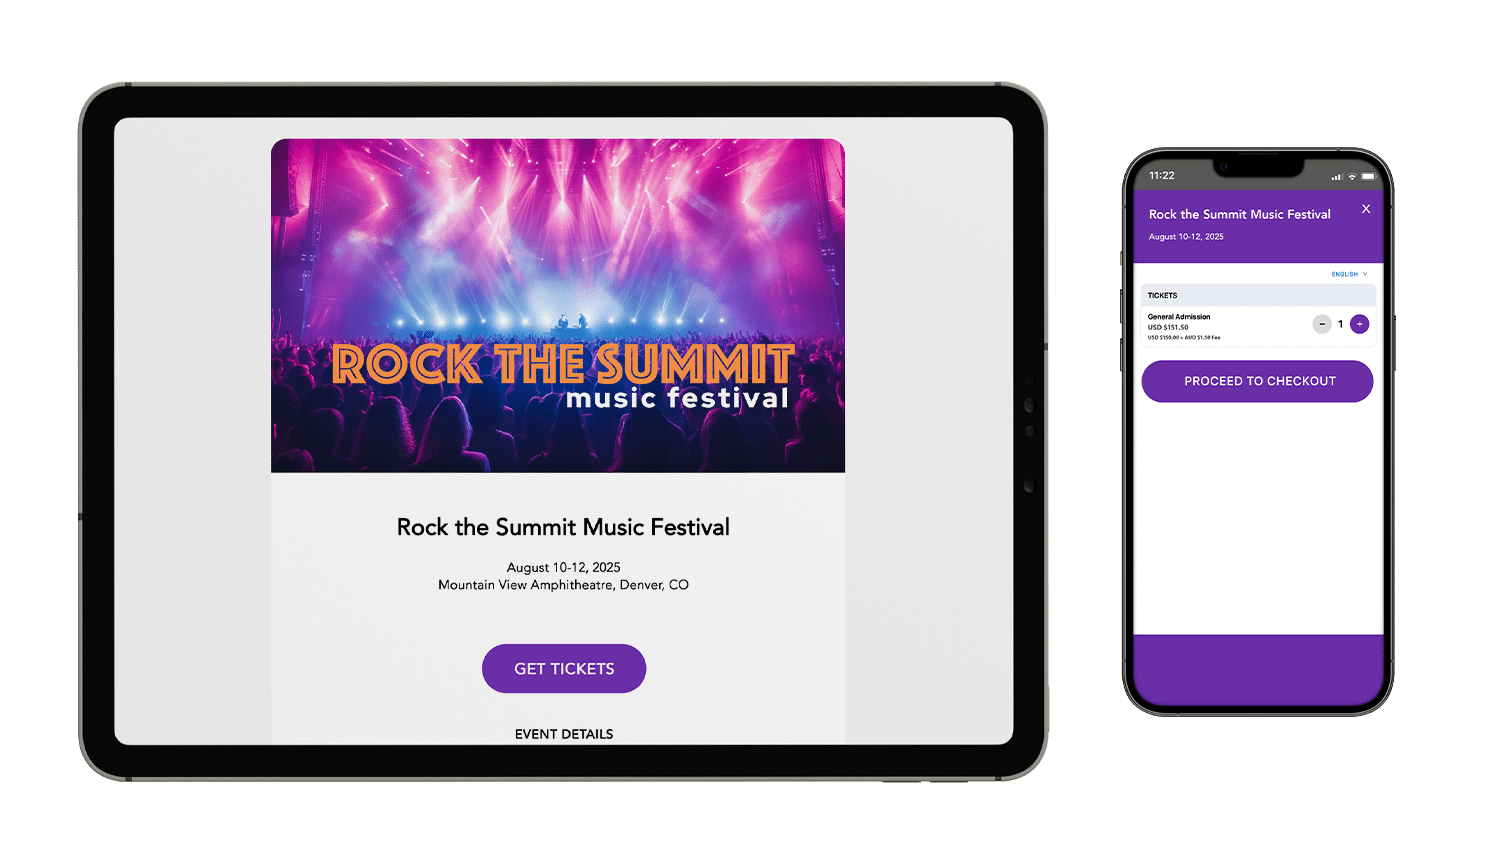 ROCK THE SUMMIT
music festival
Rock the Summit Music Festival
August 10-12, 2025
Mountain View Amphitheatre, Denver, CO
GET TICKETS
EVENT DETAILS
11:22
Rock the Summit Music Festival
X
August 10-12, 2025
ENGLISH
TICKETS
General Admission
USD $151.50
USD $150.00 + AUD $1.50 Fee
- 1 +
PROCEED TO CHECKOUT